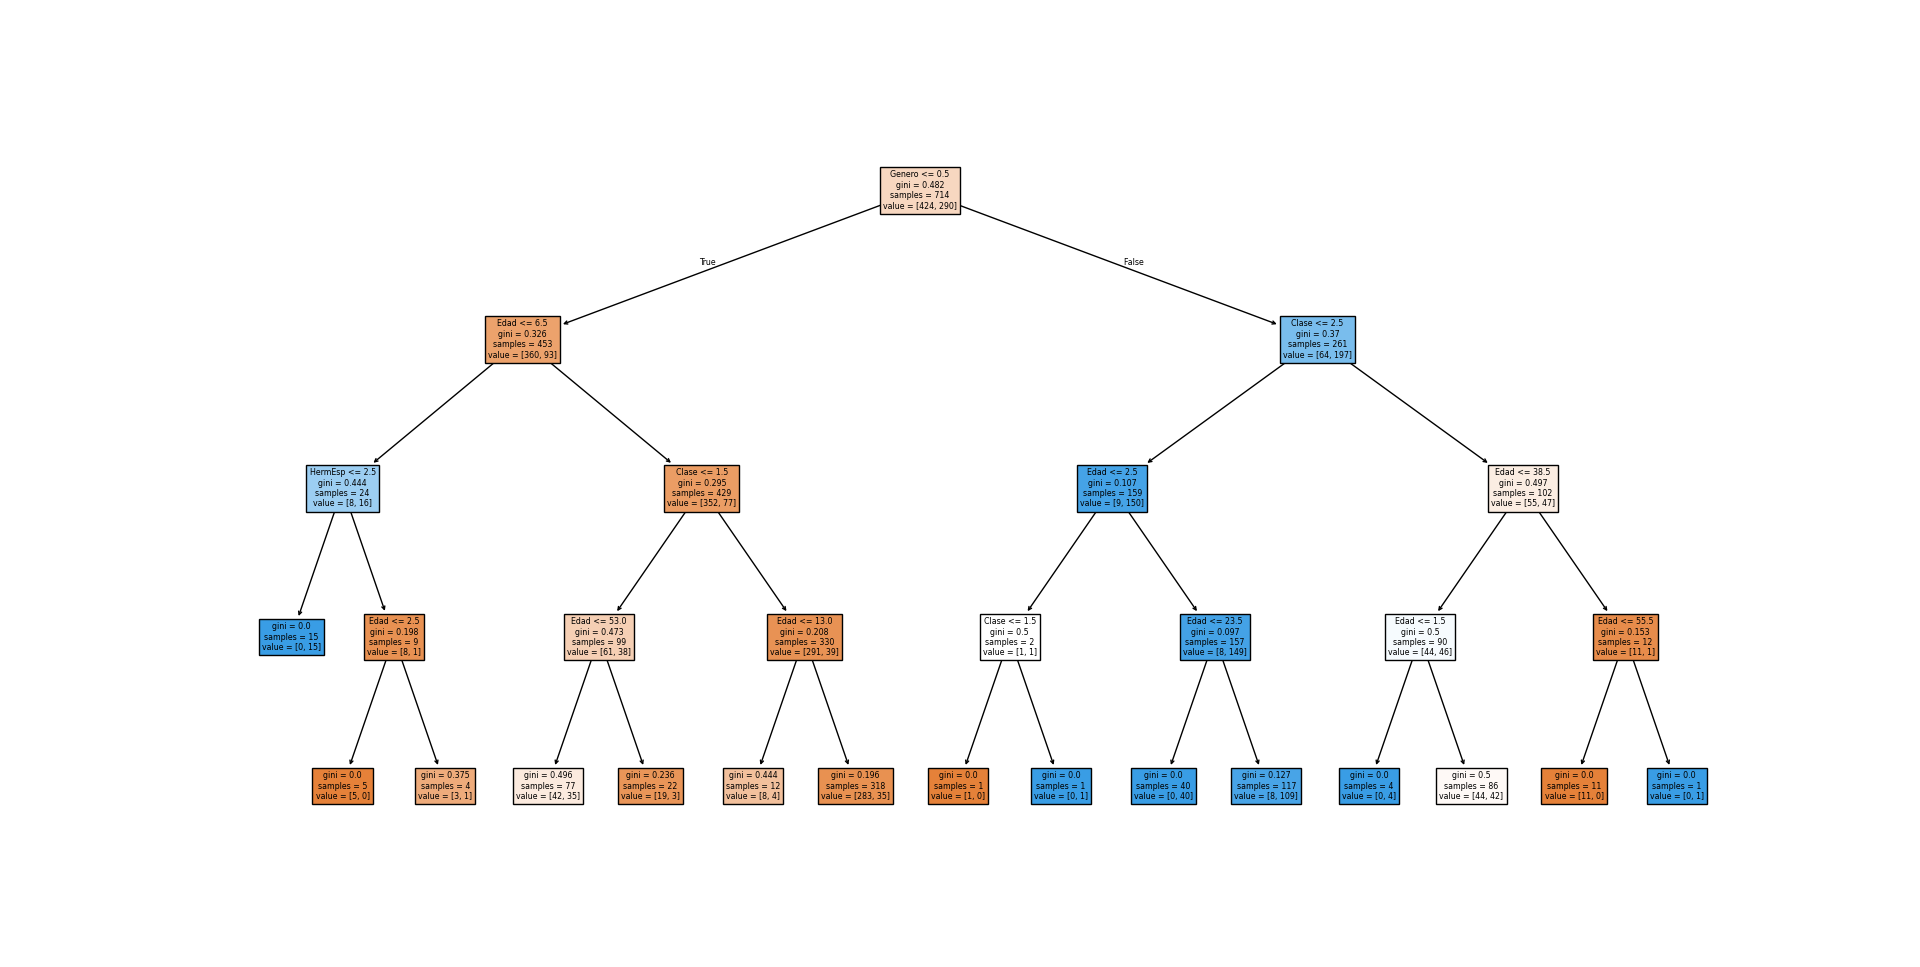 Genero <= 0.5
gini = 0.482
samples = 714
value = [424, 290]
True
False
Edad <= 6.5
gini = 0.326
samples = 453
value = [360, 93]
Clase <= 2.5
gini = 0.37
samples = 261
value = [64, 197]
HermEsp <= 2.5
gini = 0.444
samples = 24
value = [8, 16]
Clase <= 1.5
gini = 0.295
samples = 429
value = [352, 77]
Edad <= 2.5
gini = 0.107
samples = 159
value = [9, 150]
Edad <= 38.5
gini = 0.497
samples = 102
value = [55, 47]
gini = 0.0
samples = 15
value = [0, 15]
Edad <= 2.5
gini = 0.198
samples = 9
value = [8, 1]
Edad <= 53.0
gini = 0.473
samples = 99
value = [61, 38]
Edad <= 13.0
gini = 0.208
samples = 330
value = [291, 39]
Clase <= 1.5
gini = 0.5
samples = 2
value = [1, 1]
Edad <= 23.5
gini = 0.097
samples = 157
value = [8, 149]
Edad <= 1.5
gini = 0.5
samples = 90
value = [44, 46]
Edad <= 55.5
gini = 0.153
samples = 12
value = [11, 1]
gini = 0.0
samples = 5
value = [5, 0]
gini = 0.375
samples = 4
value = [3, 1]
gini = 0.496
samples = 77
value = [42, 35]
gini = 0.236
samples = 22
value = [19, 3]
gini = 0.444
samples = 12
value = [8, 4]
gini = 0.196
samples = 318
value = [283, 35]
gini = 0.0
samples = 1
value = [1, 0]
gini = 0.0
samples = 1
value = [0, 1]
gini = 0.0
samples = 40
value = [0, 40]
gini = 0.127
samples = 117
value = [8, 109]
gini = 0.0
samples = 4
value = [0, 4]
gini = 0.5
samples = 86
value = [44, 42]
gini = 0.0
samples = 11
value = [11, 0]
gini = 0.0
samples = 1
value = [0, 1]